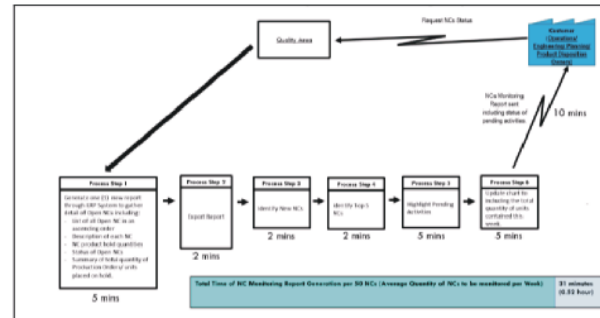 Request NCs Status
Quality Area
Customer
(Operations/
Engineering Planning/
Product Disposition
Owners)
NCs Monitoring
Report sent
including status of
pending activities
10 mins
Process Step 1
Generate one (1) new report
through ERP System to gather
detail of Open NCs including:
- List of all Open NC in an
ascending order
- Description of each NC
- NC product hold quantities
- Status of Open NCs
- Summary of total quantity of
Production Orders/ units
placed on hold.
5 mins
Process Step 2
Export Report
2 mins
Process Step 3
Identify New NCs
2 mins
Process Step 4
Identify Top 5
NCs
2 mins
Process Step 5
Highlight Pending
Activities
5 mins
Process Step 6
Update chart to
including the total
quantity of units
contained this
week.
5 mins
Total Time of NC Monitoring Report Generation per 50 NCs (Average Quantity of NCs to be monitored per Week)
31 minutes
(0.52 hour)